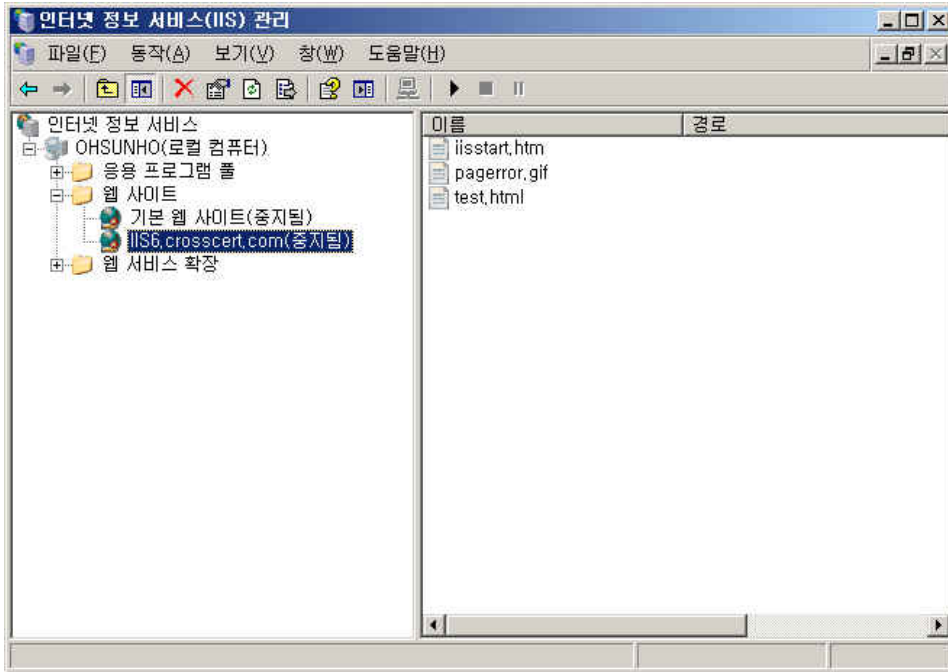 인터넷 정보 서비스(IIS) 관리
파일(F) 동작(A) 보기(V) 창(W) 도움말(H)
인터넷 정보 서비스
OHSUNHO(로컬 컴퓨터)
응용 프로그램 풀
웹 사이트
기본 웹 사이트(중지됨)
IIS6.crosscert.com(중지됨)
웹 서비스 확장
이름 경로
iisstart.htm
pagerror.gif
test.html